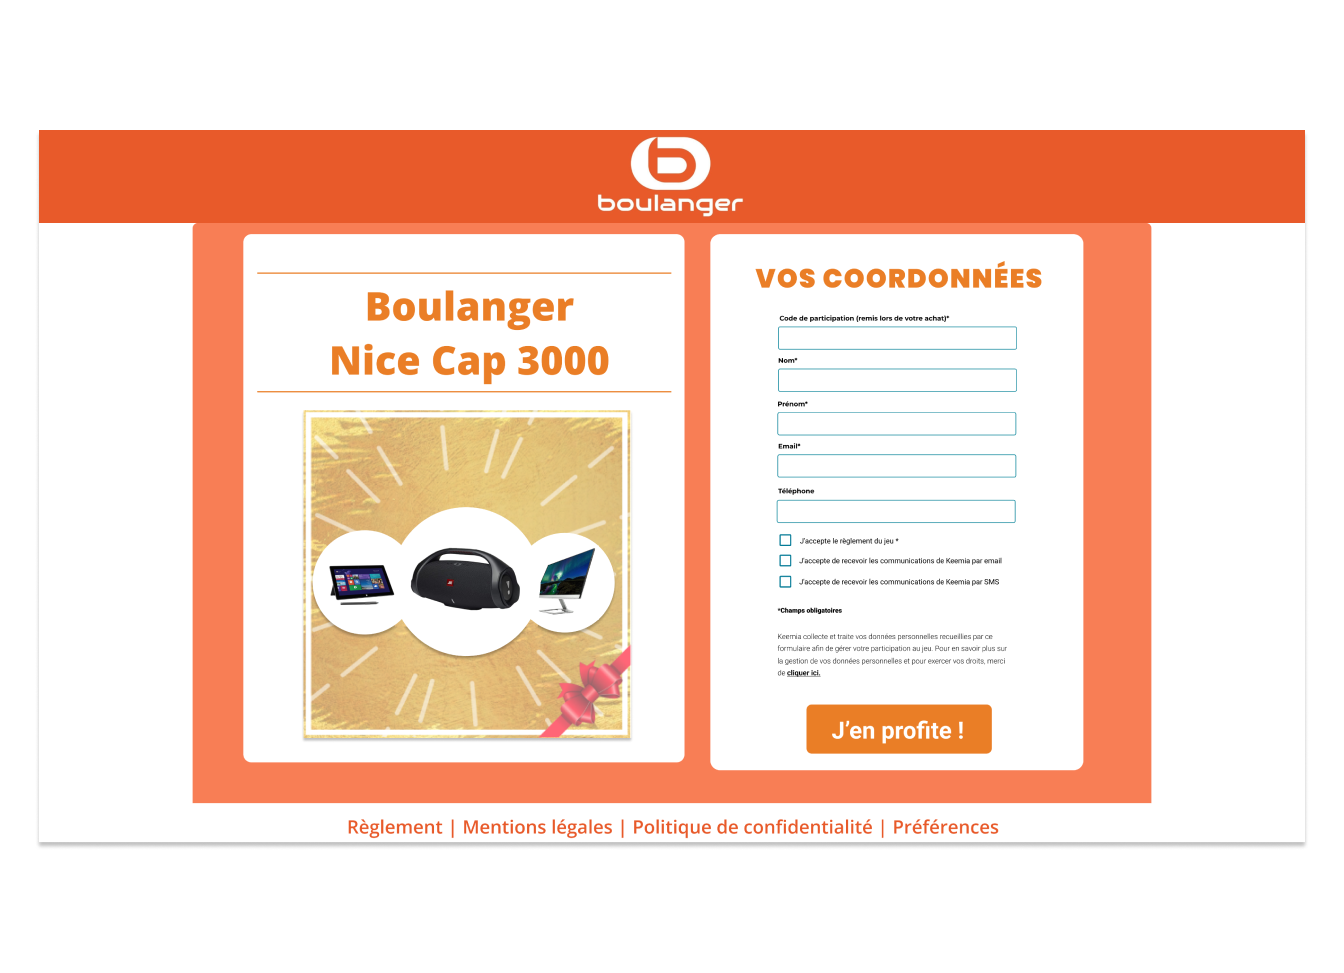 boulanger
Boulanger
Nice Cap 3000
VOS COORDONNÉES
Code de participation (remis lors de votre achat)*
Nom*
Prénom*
Email*
Téléphone
J'accepte le règlement du jeu *
J'accepte de recevoir les communications de Keemia par email
J'accepte de recevoir les communications de Keemia par SMS
*Champs obligatoires
Keemia collecte et traite vos données personnelles recueillies par ce
formulaire afin de gérer votre participation au jeu. Pour en savoir plus sur
la gestion de vos données personnelles et pour exercer vos droits, merci
de cliquer ici.
J'en profite !
Règlement | Mentions légales | Politique de confidentialité | Préférences